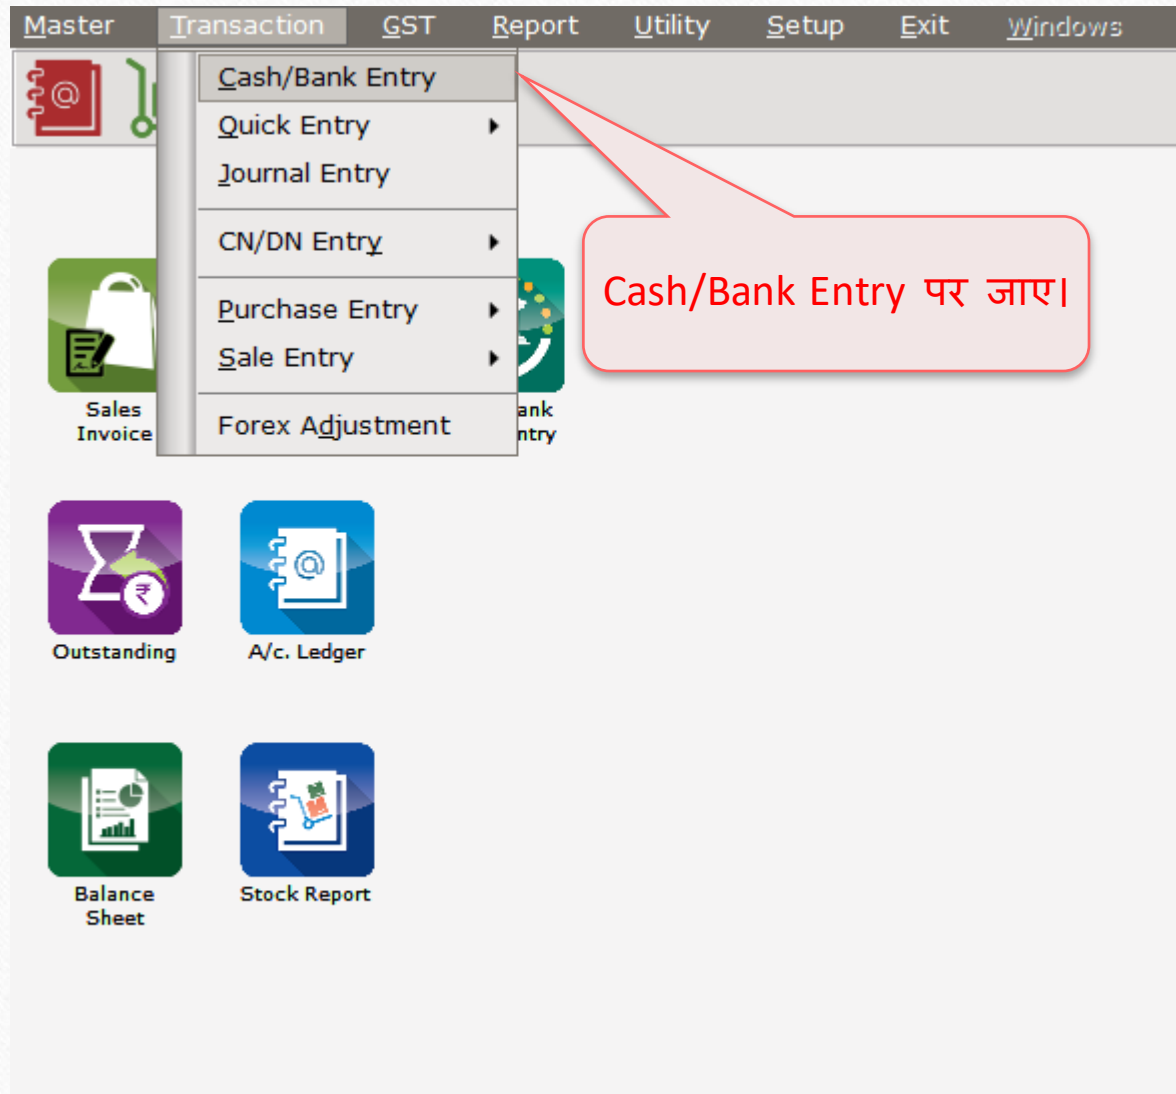 Master Transaction GST Report Utility Setup Exit Windows
Cash/Bank Entry
Quick Entry
Journal Entry
CN/DN Entry
Purchase Entry
Sale Entry
Forex Adjustment
Cash/Bank Entry पर जाए।
Sales
Invoice
ank
ntry
Outstanding
A/c. Ledger
Balance
Sheet
Stock Report